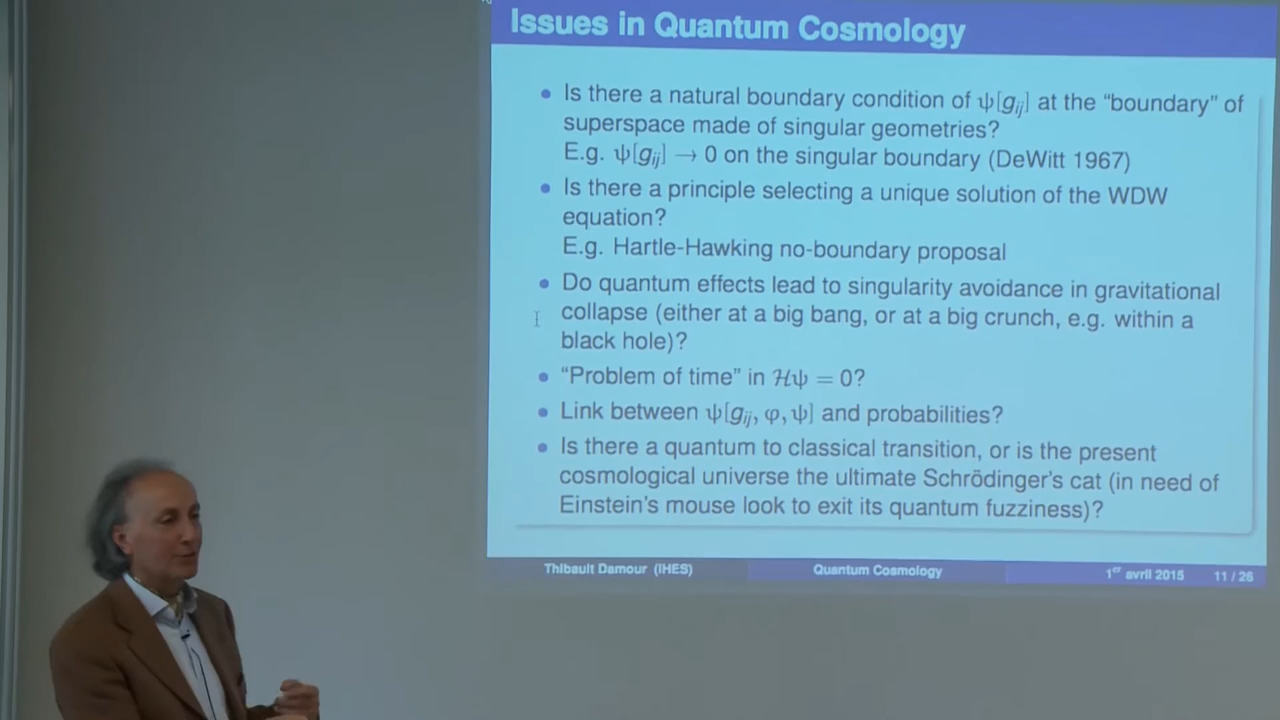 Issues in Quantum Cosmology
• Is there a natural boundary condition of ψ[gᵢⱼ] at the “boundary” of
superspace made of singular geometries?
E.g. ψ[gᵢⱼ] → 0 on the singular boundary (DeWitt 1967)
• Is there a principle selecting a unique solution of the WDW
equation?
E.g. Hartle-Hawking no-boundary proposal
• Do quantum effects lead to singularity avoidance in gravitational
collapse (either at a big bang, or at a big crunch, e.g. within a
black hole)?
• “Problem of time” in ℋψ = 0?
• Link between ψ[gᵢⱼ, φ, ψ] and probabilities?
• Is there a quantum to classical transition, or is the present
cosmological universe the ultimate Schrödinger's cat (in need of
Einstein's mouse look to exit its quantum fuzziness)?
Thibault Damour (IHES) Quantum Cosmology 1er avril 2015 11 / 26